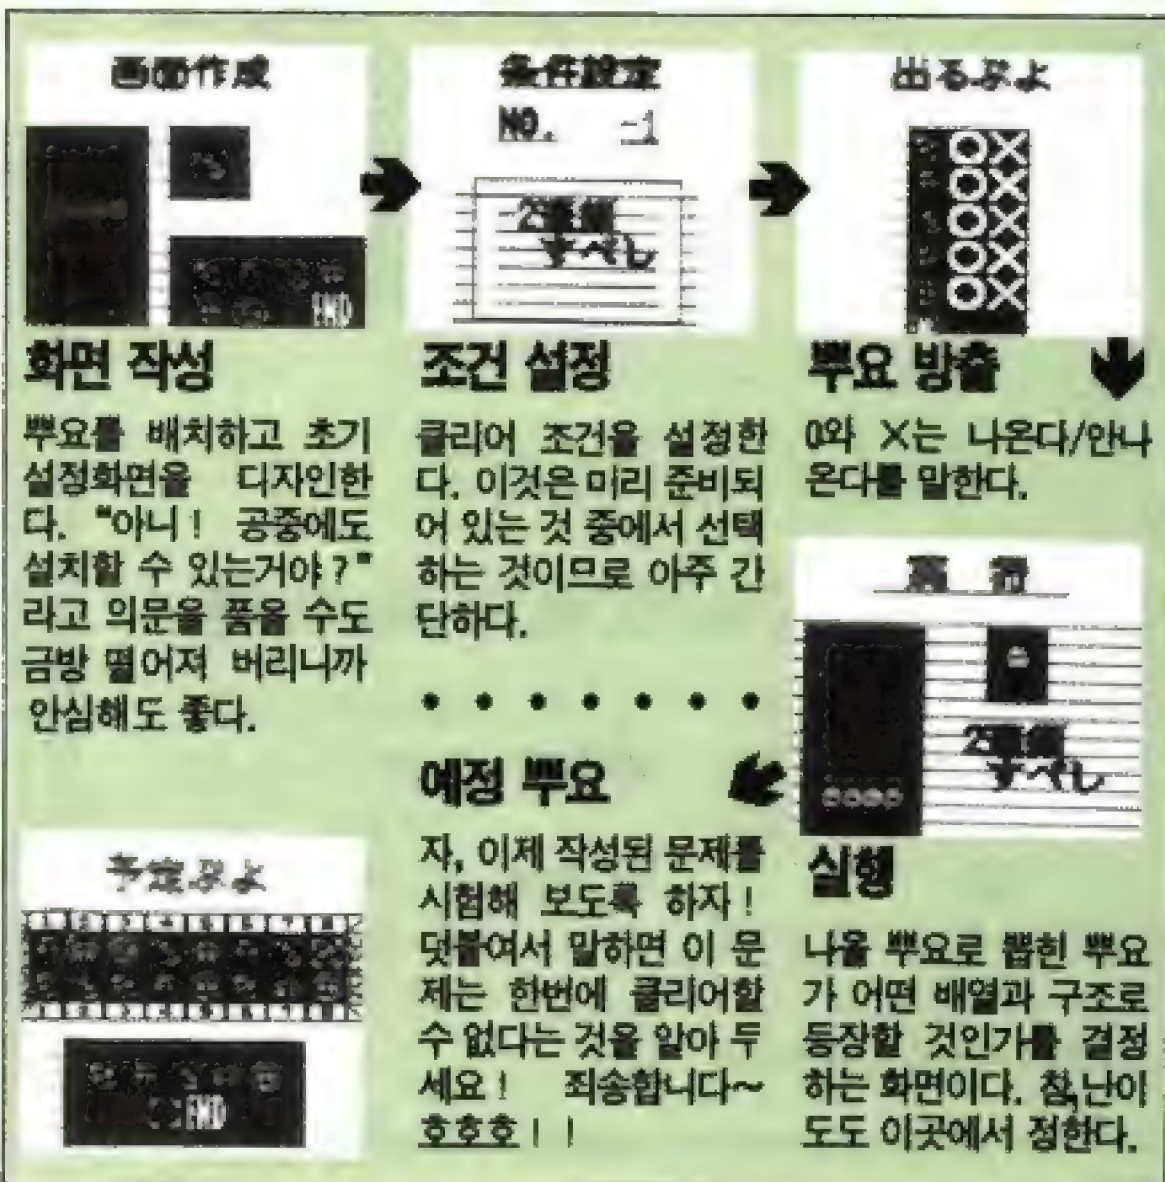 画面作成
END
화면 작성
뿌요를 배치하고 초기
설정화면을 디자인한
다. "아니! 공중에도
설치할 수 있는거야?"
라고 의문을 품을 수도
금방 떨어져 버리니까
안심해도 좋다.
条件設定
NO. -1
すべし
조건 설정
클리어 조건을 설정한
다. 이것은 미리 준비되
어 있는 것 중에서 선택
하는 것이므로 아주 간
단하다.
出るぷよ
○×
○×
○×
○×
○×
뿌요 방출
0와 X는 나온다/안나
온다를 말한다.
すべし
실행
나올 뿌요로 뽑힌 뿌요
가 어떤 배열과 구조로
등장할 것인가를 결정
하는 화면이다. 참,난이
도도 이곳에서 정한다.
예정 뿌요
자, 이제 작성된 문제를
시험해 보도록 하자!
덧붙여서 말하면 이 문
제는 한번에 클리어할
수 없다는 것을 알아 두
세요! 죄송합니다~
호호호!!
予定ぷよ
END